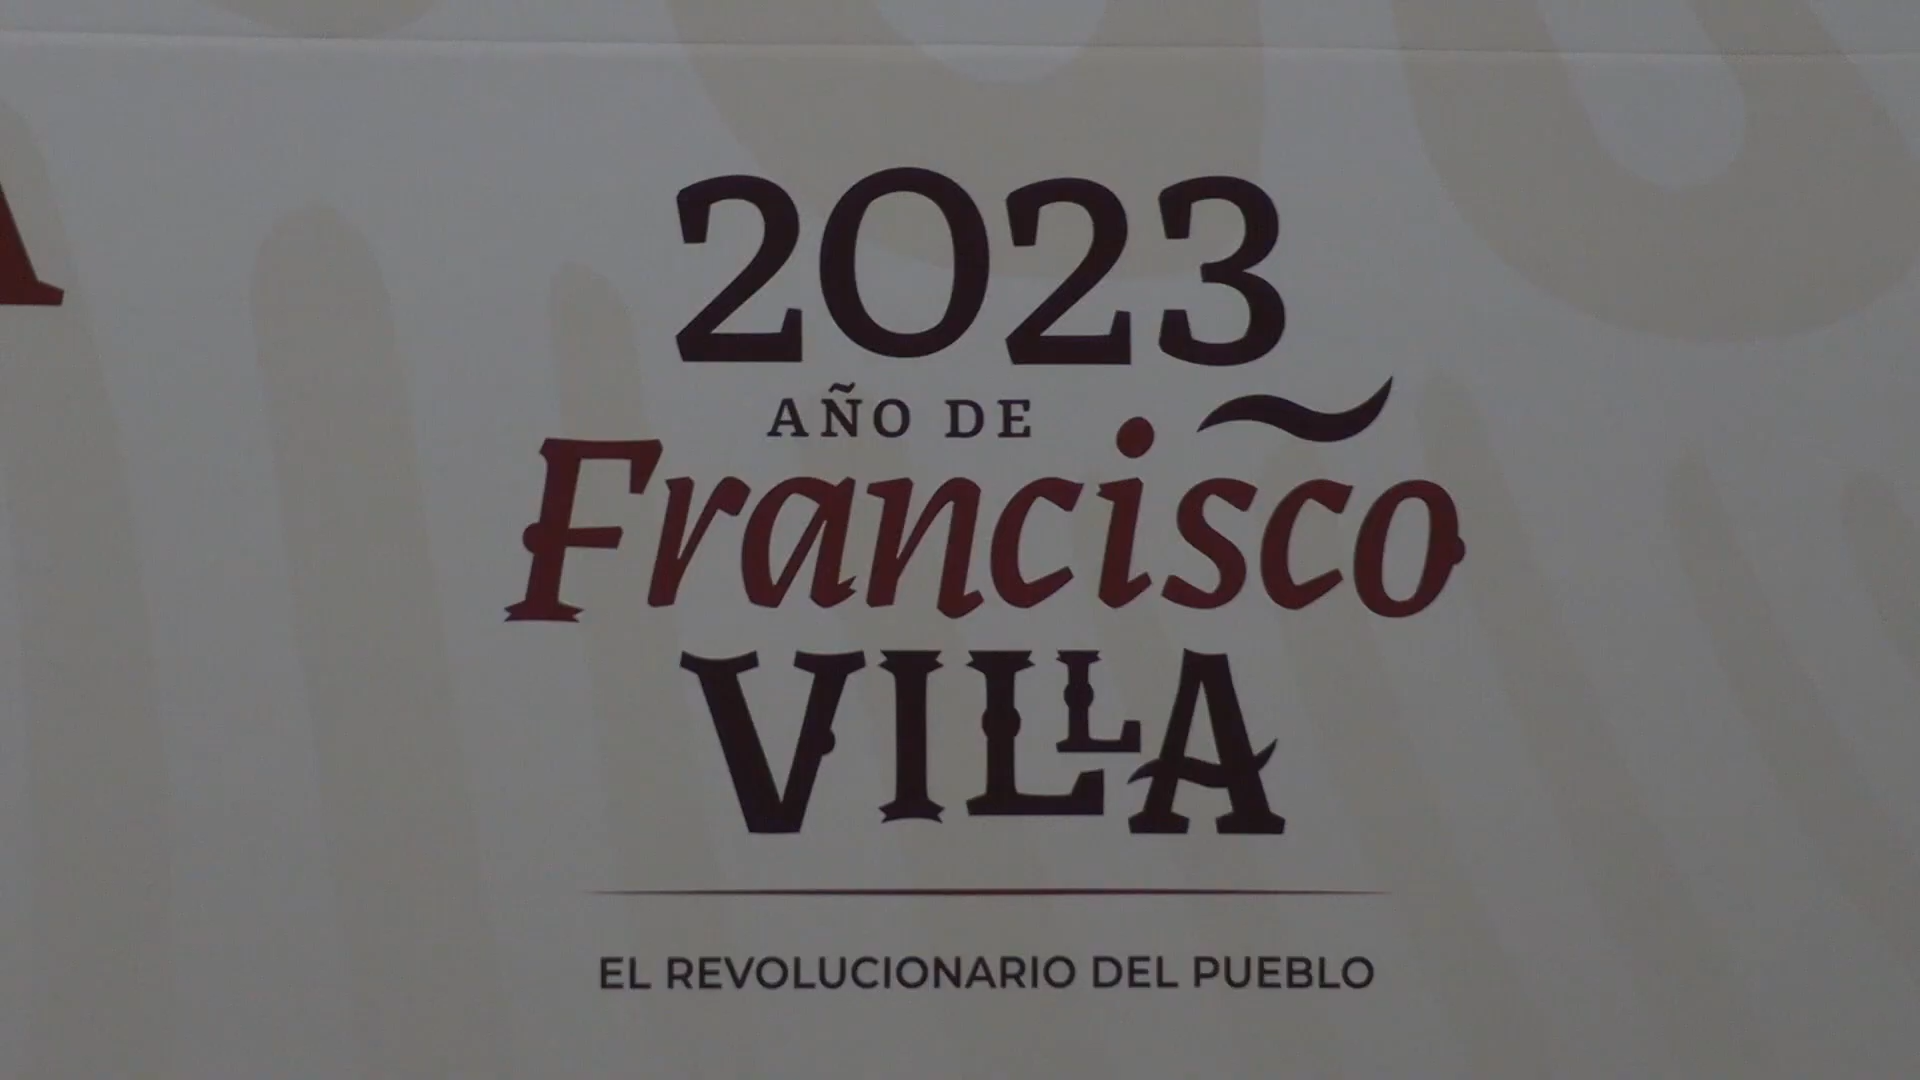 2023
AÑO DE
Francisco
VILLA
EL REVOLUCIONARIO DEL PUEBLO